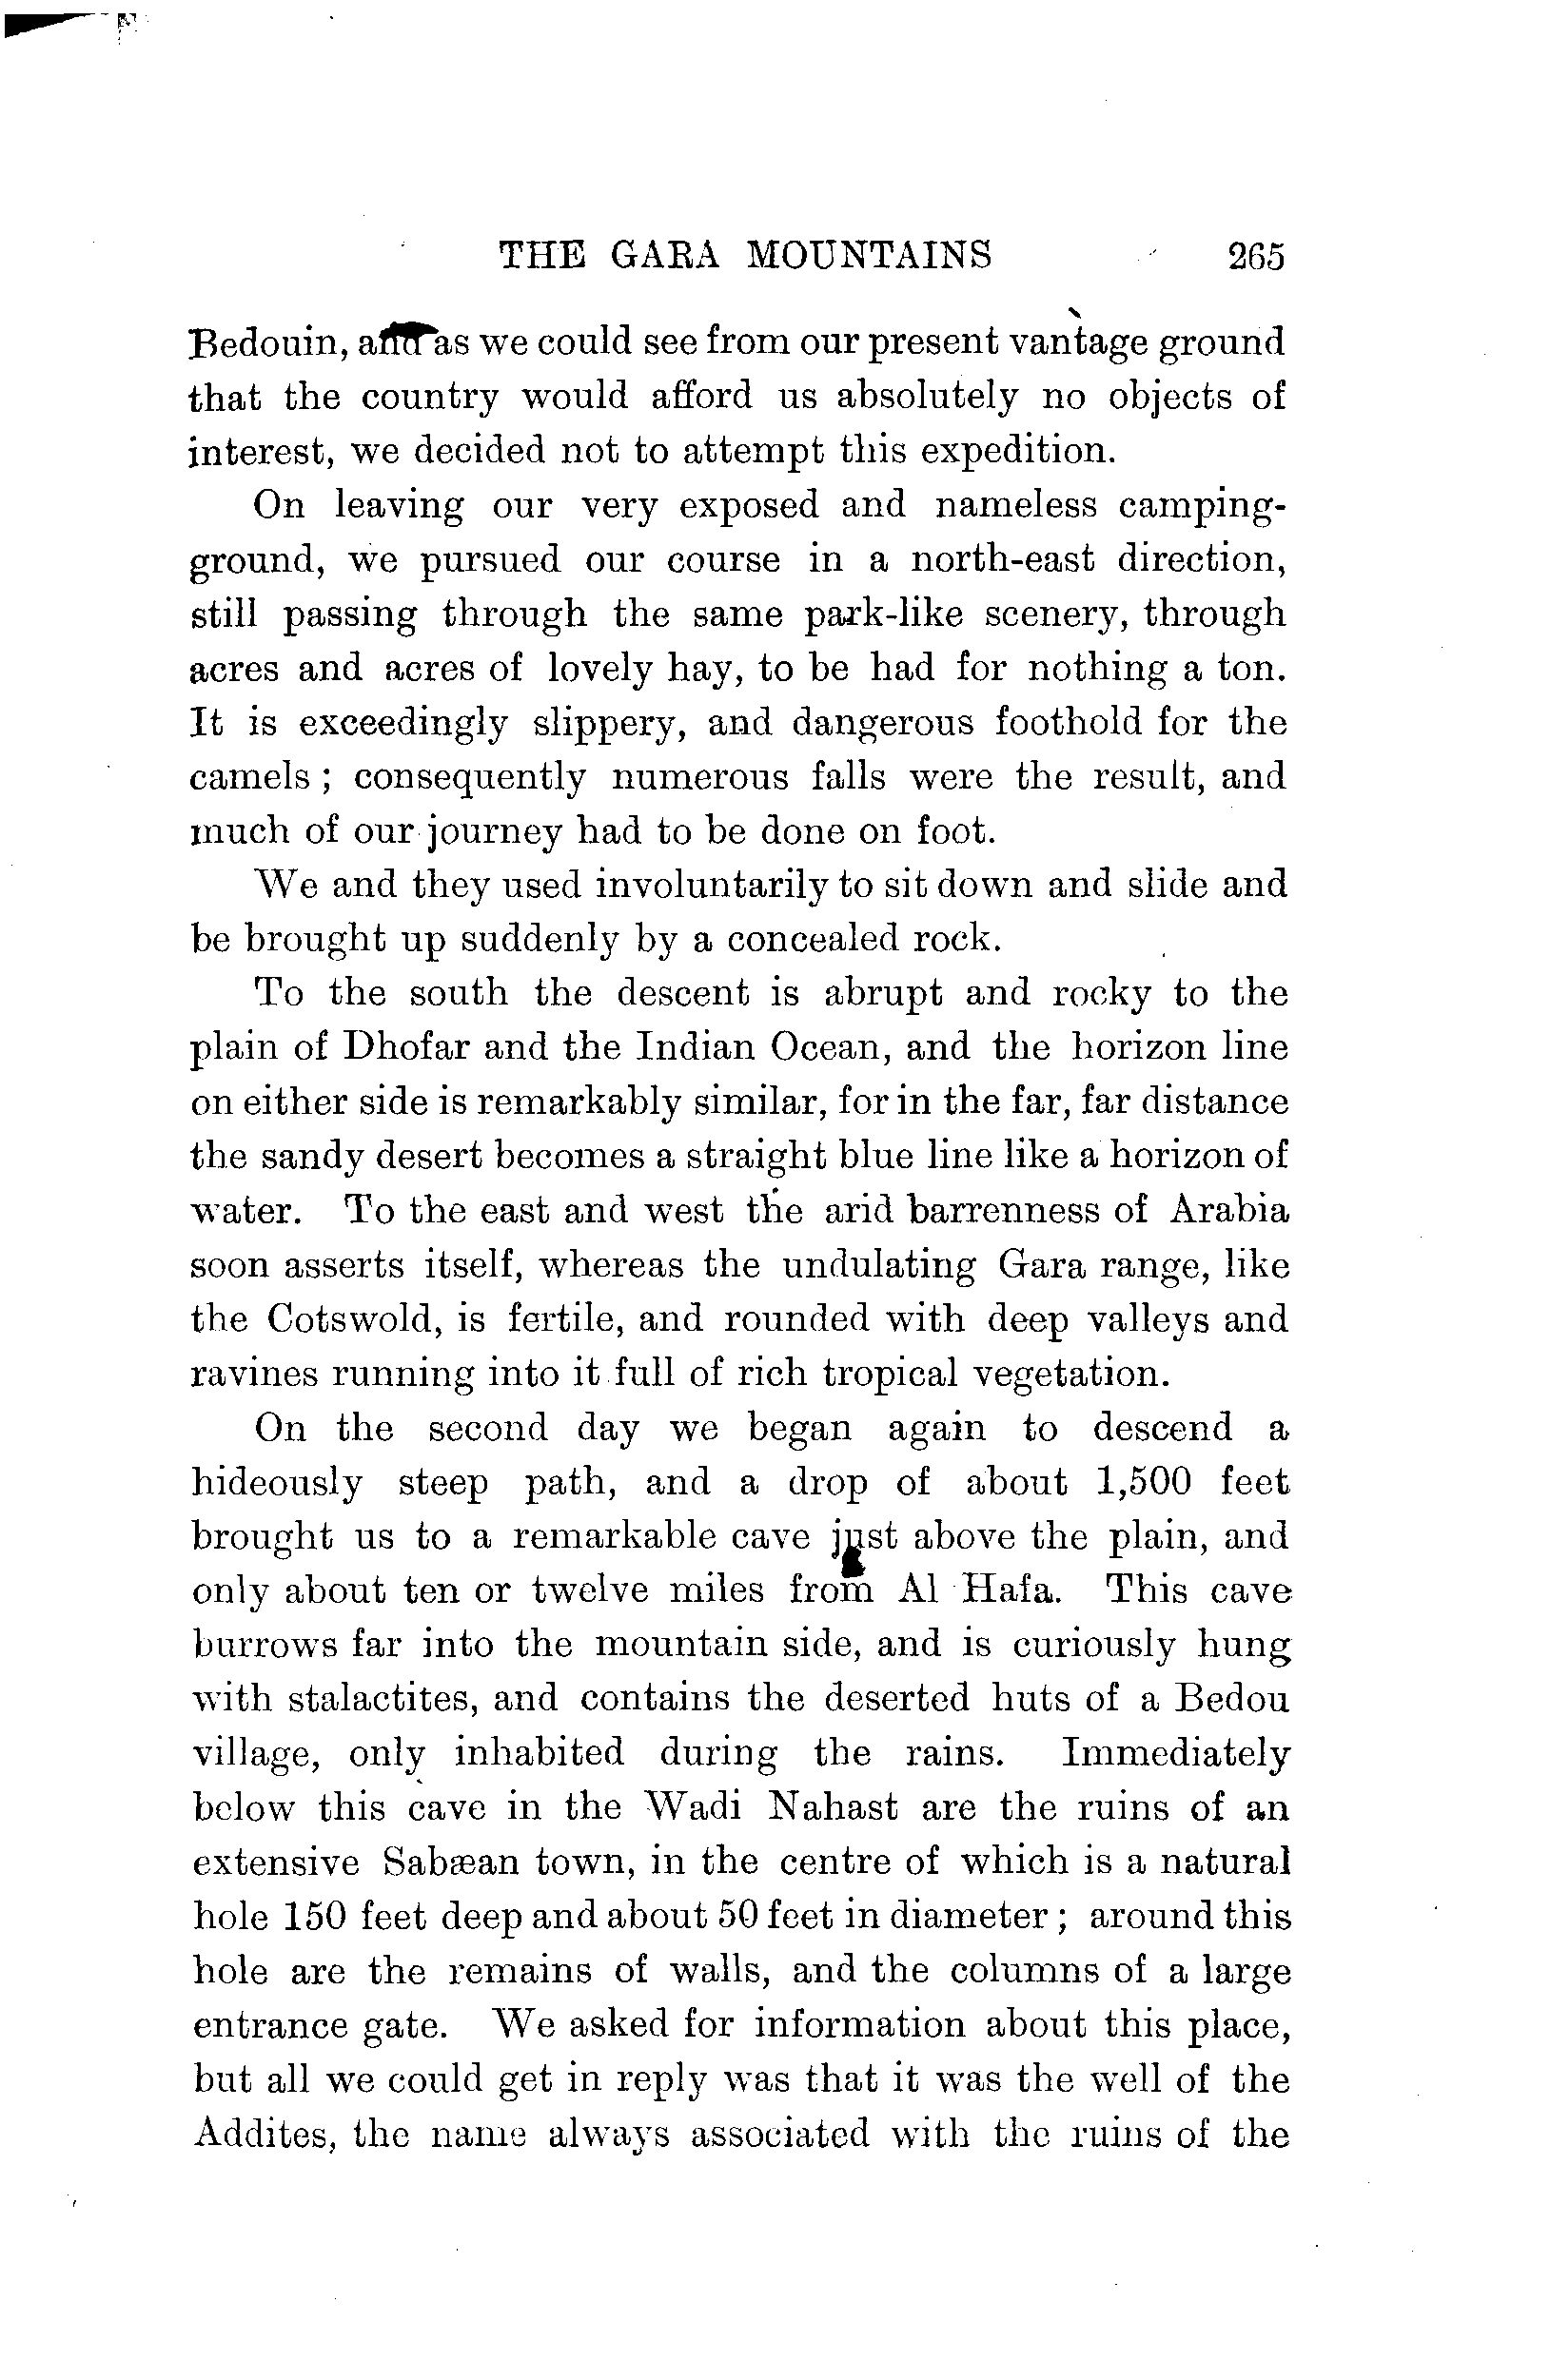 THE GARA MOUNTAINS 265
Bedouin, and as we could see from our present vantage ground
that the country would afford us absolutely no objects of
interest, we decided not to attempt this expedition.
On leaving our very exposed and nameless camping-
ground, we pursued our course in a north-east direction,
still passing through the same park-like scenery, through
acres and acres of lovely hay, to be had for nothing a ton.
It is exceedingly slippery, and dangerous foothold for the
camels ; consequently numerous falls were the result, and
much of our journey had to be done on foot.
We and they used involuntarily to sit down and slide and
be brought up suddenly by a concealed rock.
To the south the descent is abrupt and rocky to the
plain of Dhofar and the Indian Ocean, and the horizon line
on either side is remarkably similar, for in the far, far distance
the sandy desert becomes a straight blue line like a horizon of
water. To the east and west the arid barrenness of Arabia
soon asserts itself, whereas the undulating Gara range, like
the Cotswold, is fertile, and rounded with deep valleys and
ravines running into it full of rich tropical vegetation.
On the second day we began again to descend a
hideously steep path, and a drop of about 1,500 feet
brought us to a remarkable cave just above the plain, and
only about ten or twelve miles from Al Hafa. This cave
burrows far into the mountain side, and is curiously hung
with stalactites, and contains the deserted huts of a Bedou
village, only inhabited during the rains. Immediately
below this cave in the Wadi Nahast are the ruins of an
extensive Sabæan town, in the centre of which is a natural
hole 150 feet deep and about 50 feet in diameter ; around this
hole are the remains of walls, and the columns of a large
entrance gate. We asked for information about this place,
but all we could get in reply was that it was the well of the
Addites, the name always associated with the ruins of the